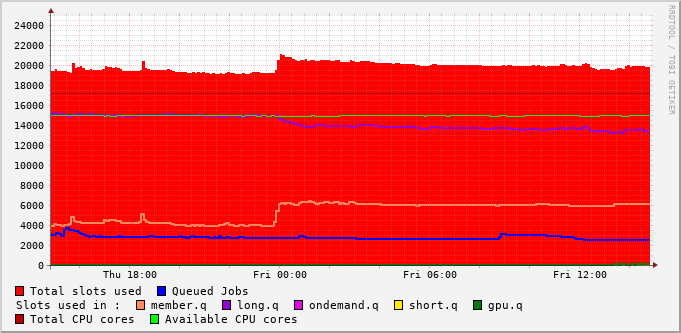 24000
22000
20000
18000
16000
14000
12000
10000
8000
6000
4000
2000
0
RRDTOOL / TOBI OETIKER
Thu 18:00 Fri 00:00 Fri 06:00 Fri 12:00
Total slots used Queued Jobs
Slots used in : member.q long.q ondemand.q short.q gpu.q
Total CPU cores Available CPU cores